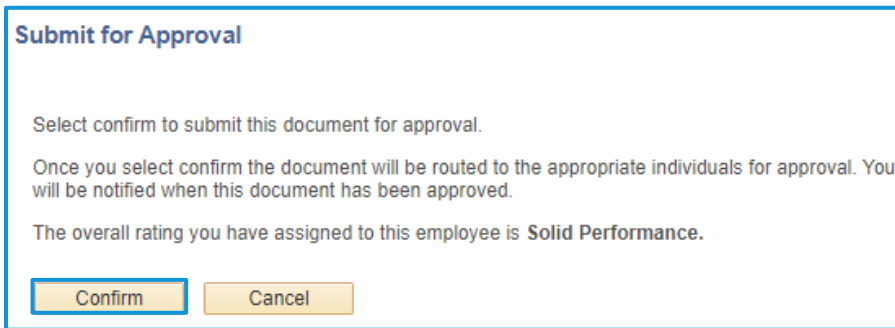 Submit for Approval
Select confirm to submit this document for approval.
Once you select confirm the document will be routed to the appropriate individuals for approval. You
will be notified when this document has been approved.
The overall rating you have assigned to this employee is Solid Performance.
Confirm Cancel